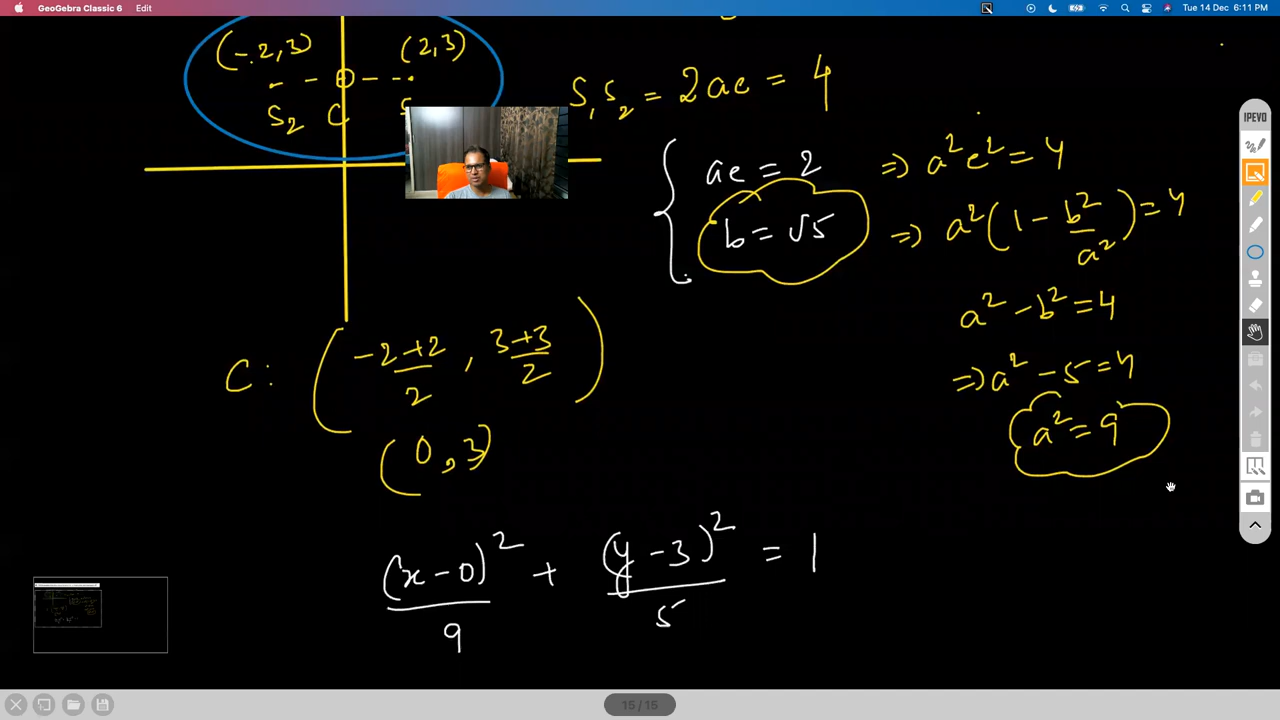 GeoGebra Classic 6 Edit
Tue 14 Dec 6:11 PM
IPEVO
(-2, 3) (2, 3)
S₂ C S
S₁S₂ = 2ae = 4
ae = 2 ⇒ a²e² = 4
b = √5 ⇒ a²(1 - b²/a²) = 4
a² - b² = 4
⇒ a² - 5 = 4
a² = 9
C: ((-2+2)/2, (3+3)/2)
(0, 3)
(x-0)²/9 + (y-3)²/5 = 1
15 / 15